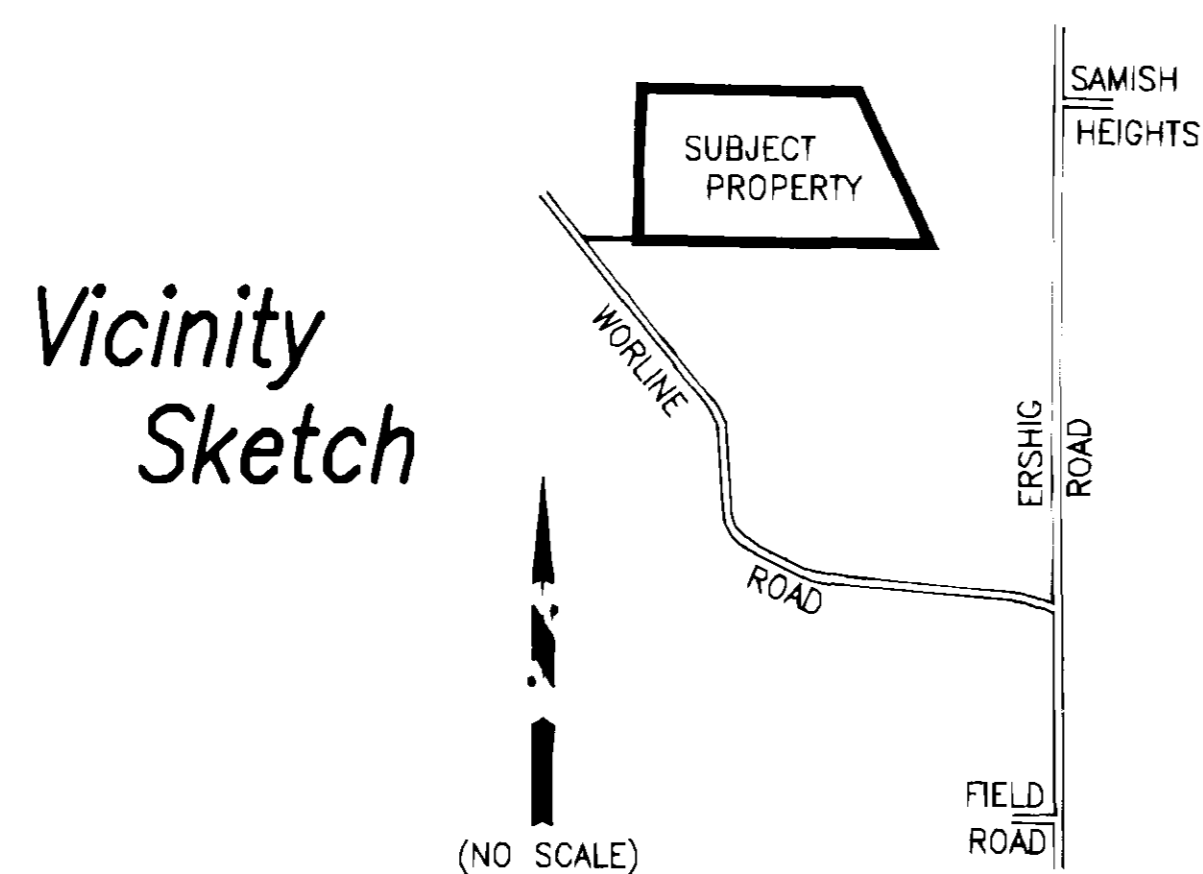 SAMISH
HEIGHTS
SUBJECT
PROPERTY
Vicinity
Sketch
WORLINE
ROAD
ERSHIG
ROAD
N
FIELD
ROAD
(NO SCALE)